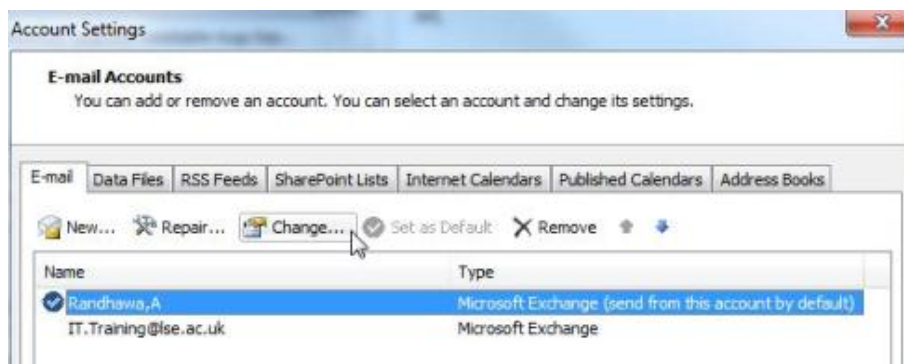 Account Settings
E-mail Accounts
You can add or remove an account. You can select an account and change its settings.
E-mail Data Files RSS Feeds SharePoint Lists Internet Calendars Published Calendars Address Books
New... Repair... Change... Set as Default Remove
Name Type
Randhawa,A Microsoft Exchange (send from this account by default)
IT.Training@lse.ac.uk Microsoft Exchange